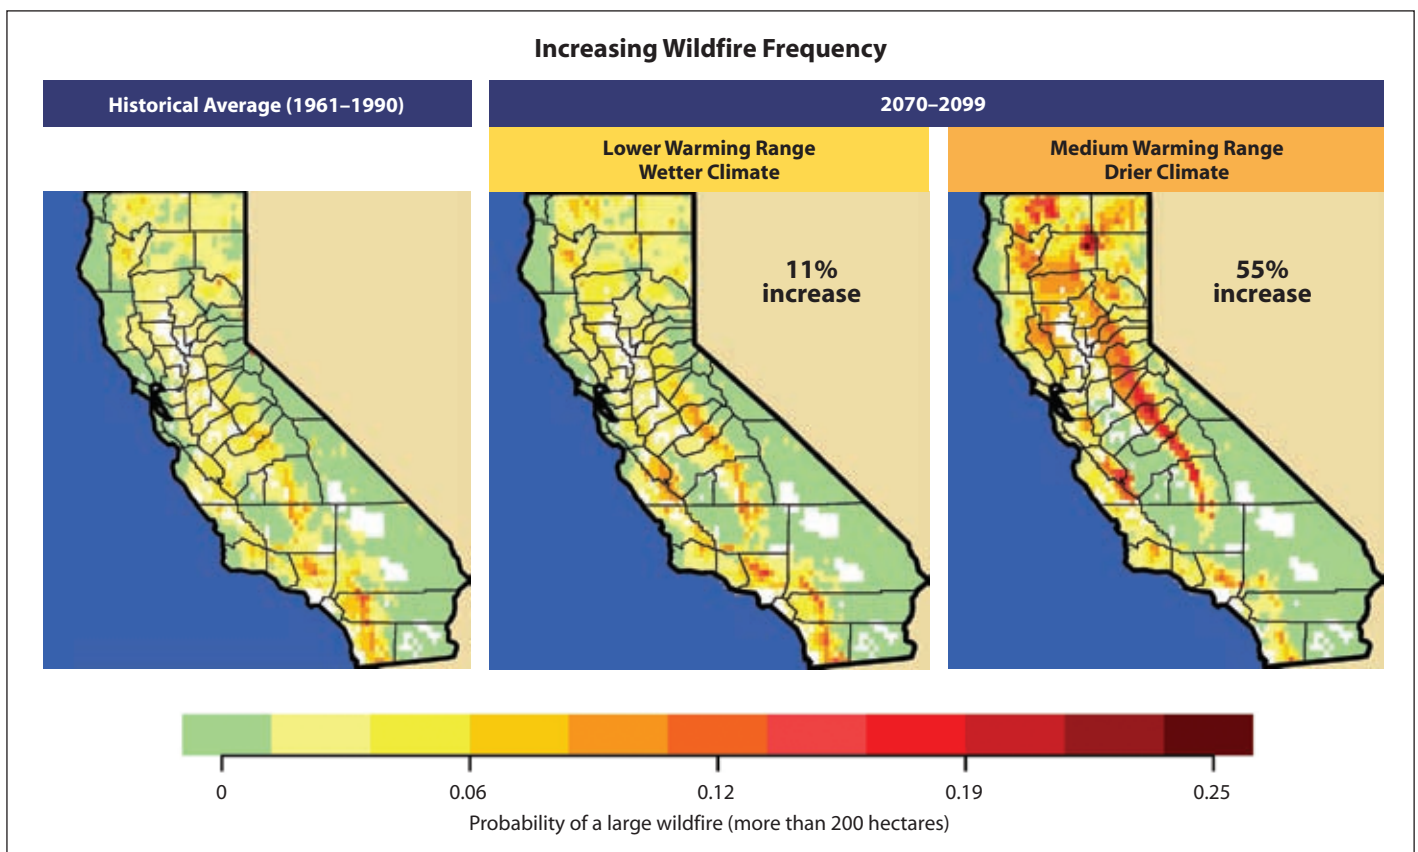 Increasing Wildfire Frequency
Historical Average (1961–1990)
2070–2099
Lower Warming Range
Wetter Climate
Medium Warming Range
Drier Climate
11%
increase
55%
increase
0 0.06 0.12 0.19 0.25
Probability of a large wildfire (more than 200 hectares)